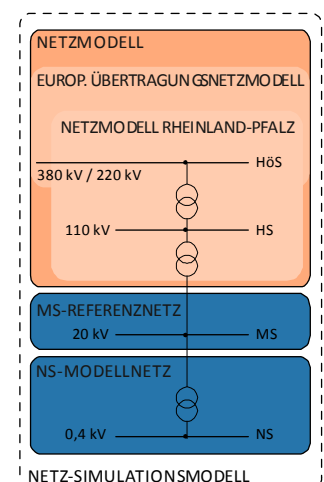 NETZMODELL
EUROP. ÜBERTRAGUNGSNETZMODELL
NETZMODELL RHEINLAND-PFALZ
HöS
380 kV / 220 kV
110 kV HS
MS-REFERENZNETZ
20 kV MS
NS-MODELLNETZ
0,4 kV NS
NETZ-SIMULATIONSMODELL